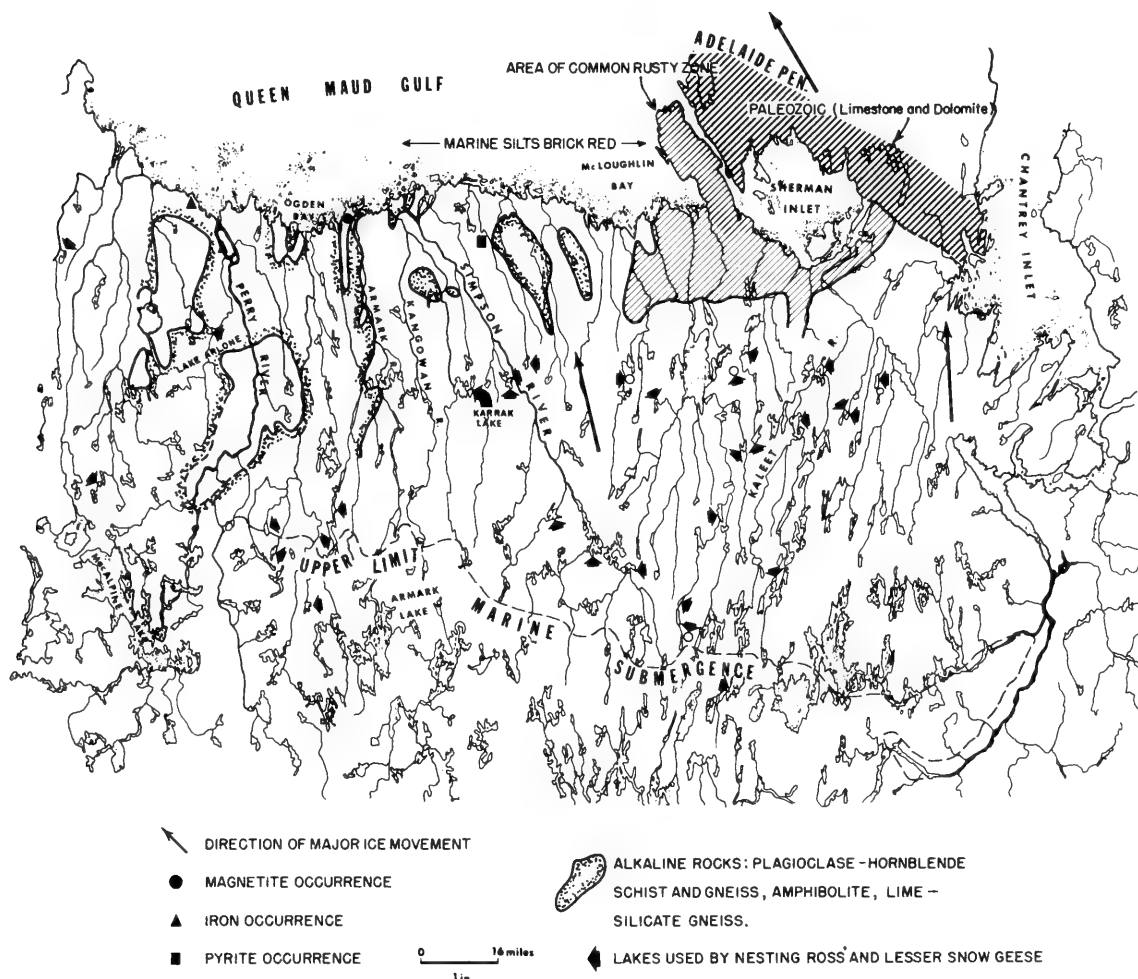 ADELAIDE PEN.
AREA OF COMMON RUSTY ZONE
QUEEN MAUD GULF
PALEOZOIC (Limestone and Dolomite)
← MARINE SILTS BRICK RED →
McLOUGHLIN
BAY
SHERMAN
INLET
CHANTREY INLET
OGDEN
BAY
PERRY RIVER
ARMARK
KANGOWAN R.
SIMPSON RIVER
LAKE ARLONE
KARRAK
LAKE
KALEET R.
UPPER LIMIT MARINE SUBMERGENCE
ARMARK
LAKE
McALPINE
DIRECTION OF MAJOR ICE MOVEMENT
MAGNETITE OCCURRENCE
IRON OCCURRENCE
PYRITE OCCURRENCE
0 16 miles
1 in
ALKALINE ROCKS: PLAGIOCLASE-HORNBLENDE
SCHIST AND GNEISS, AMPHIBOLITE, LIME-
SILICATE GNEISS.
LAKES USED BY NESTING ROSS' AND LESSER SNOW GEESE